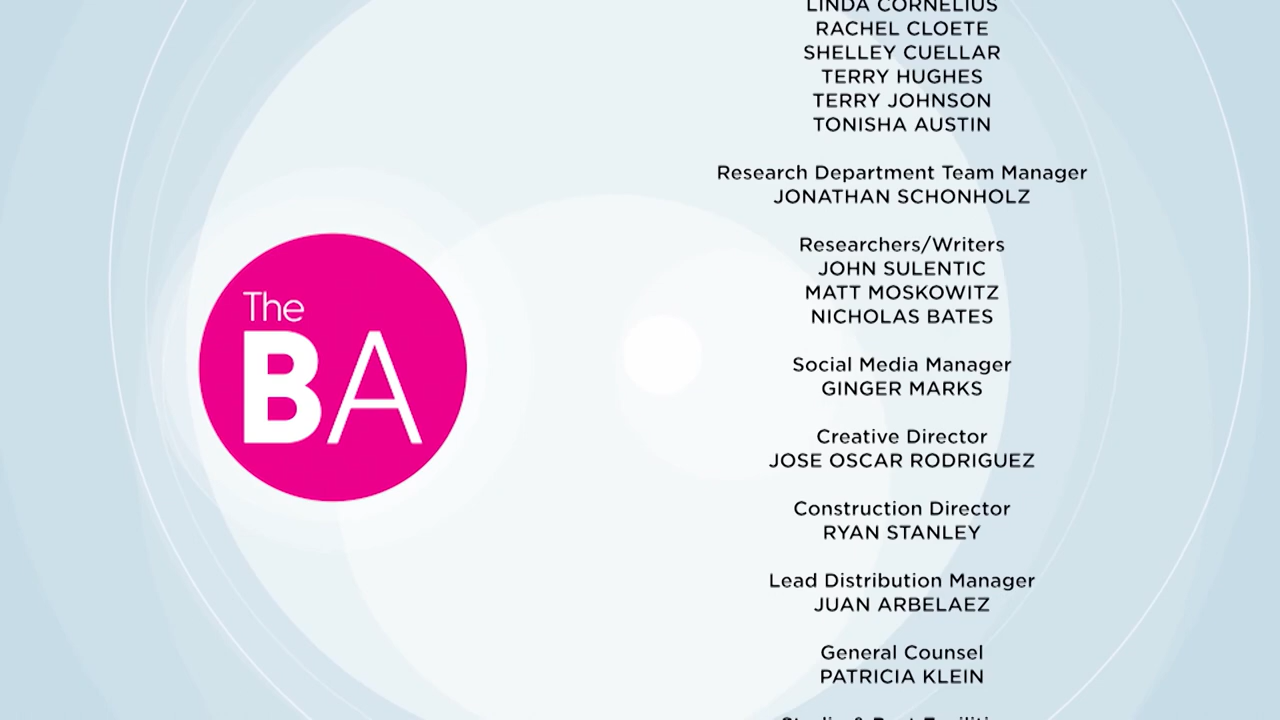 The
BA
LINDA CORNELIUS
RACHEL CLOETE
SHELLEY CUELLAR
TERRY HUGHES
TERRY JOHNSON
TONISHA AUSTIN
Research Department Team Manager
JONATHAN SCHONHOLZ
Researchers/Writers
JOHN SULENTIC
MATT MOSKOWITZ
NICHOLAS BATES
Social Media Manager
GINGER MARKS
Creative Director
JOSE OSCAR RODRIGUEZ
Construction Director
RYAN STANLEY
Lead Distribution Manager
JUAN ARBELAEZ
General Counsel
PATRICIA KLEIN